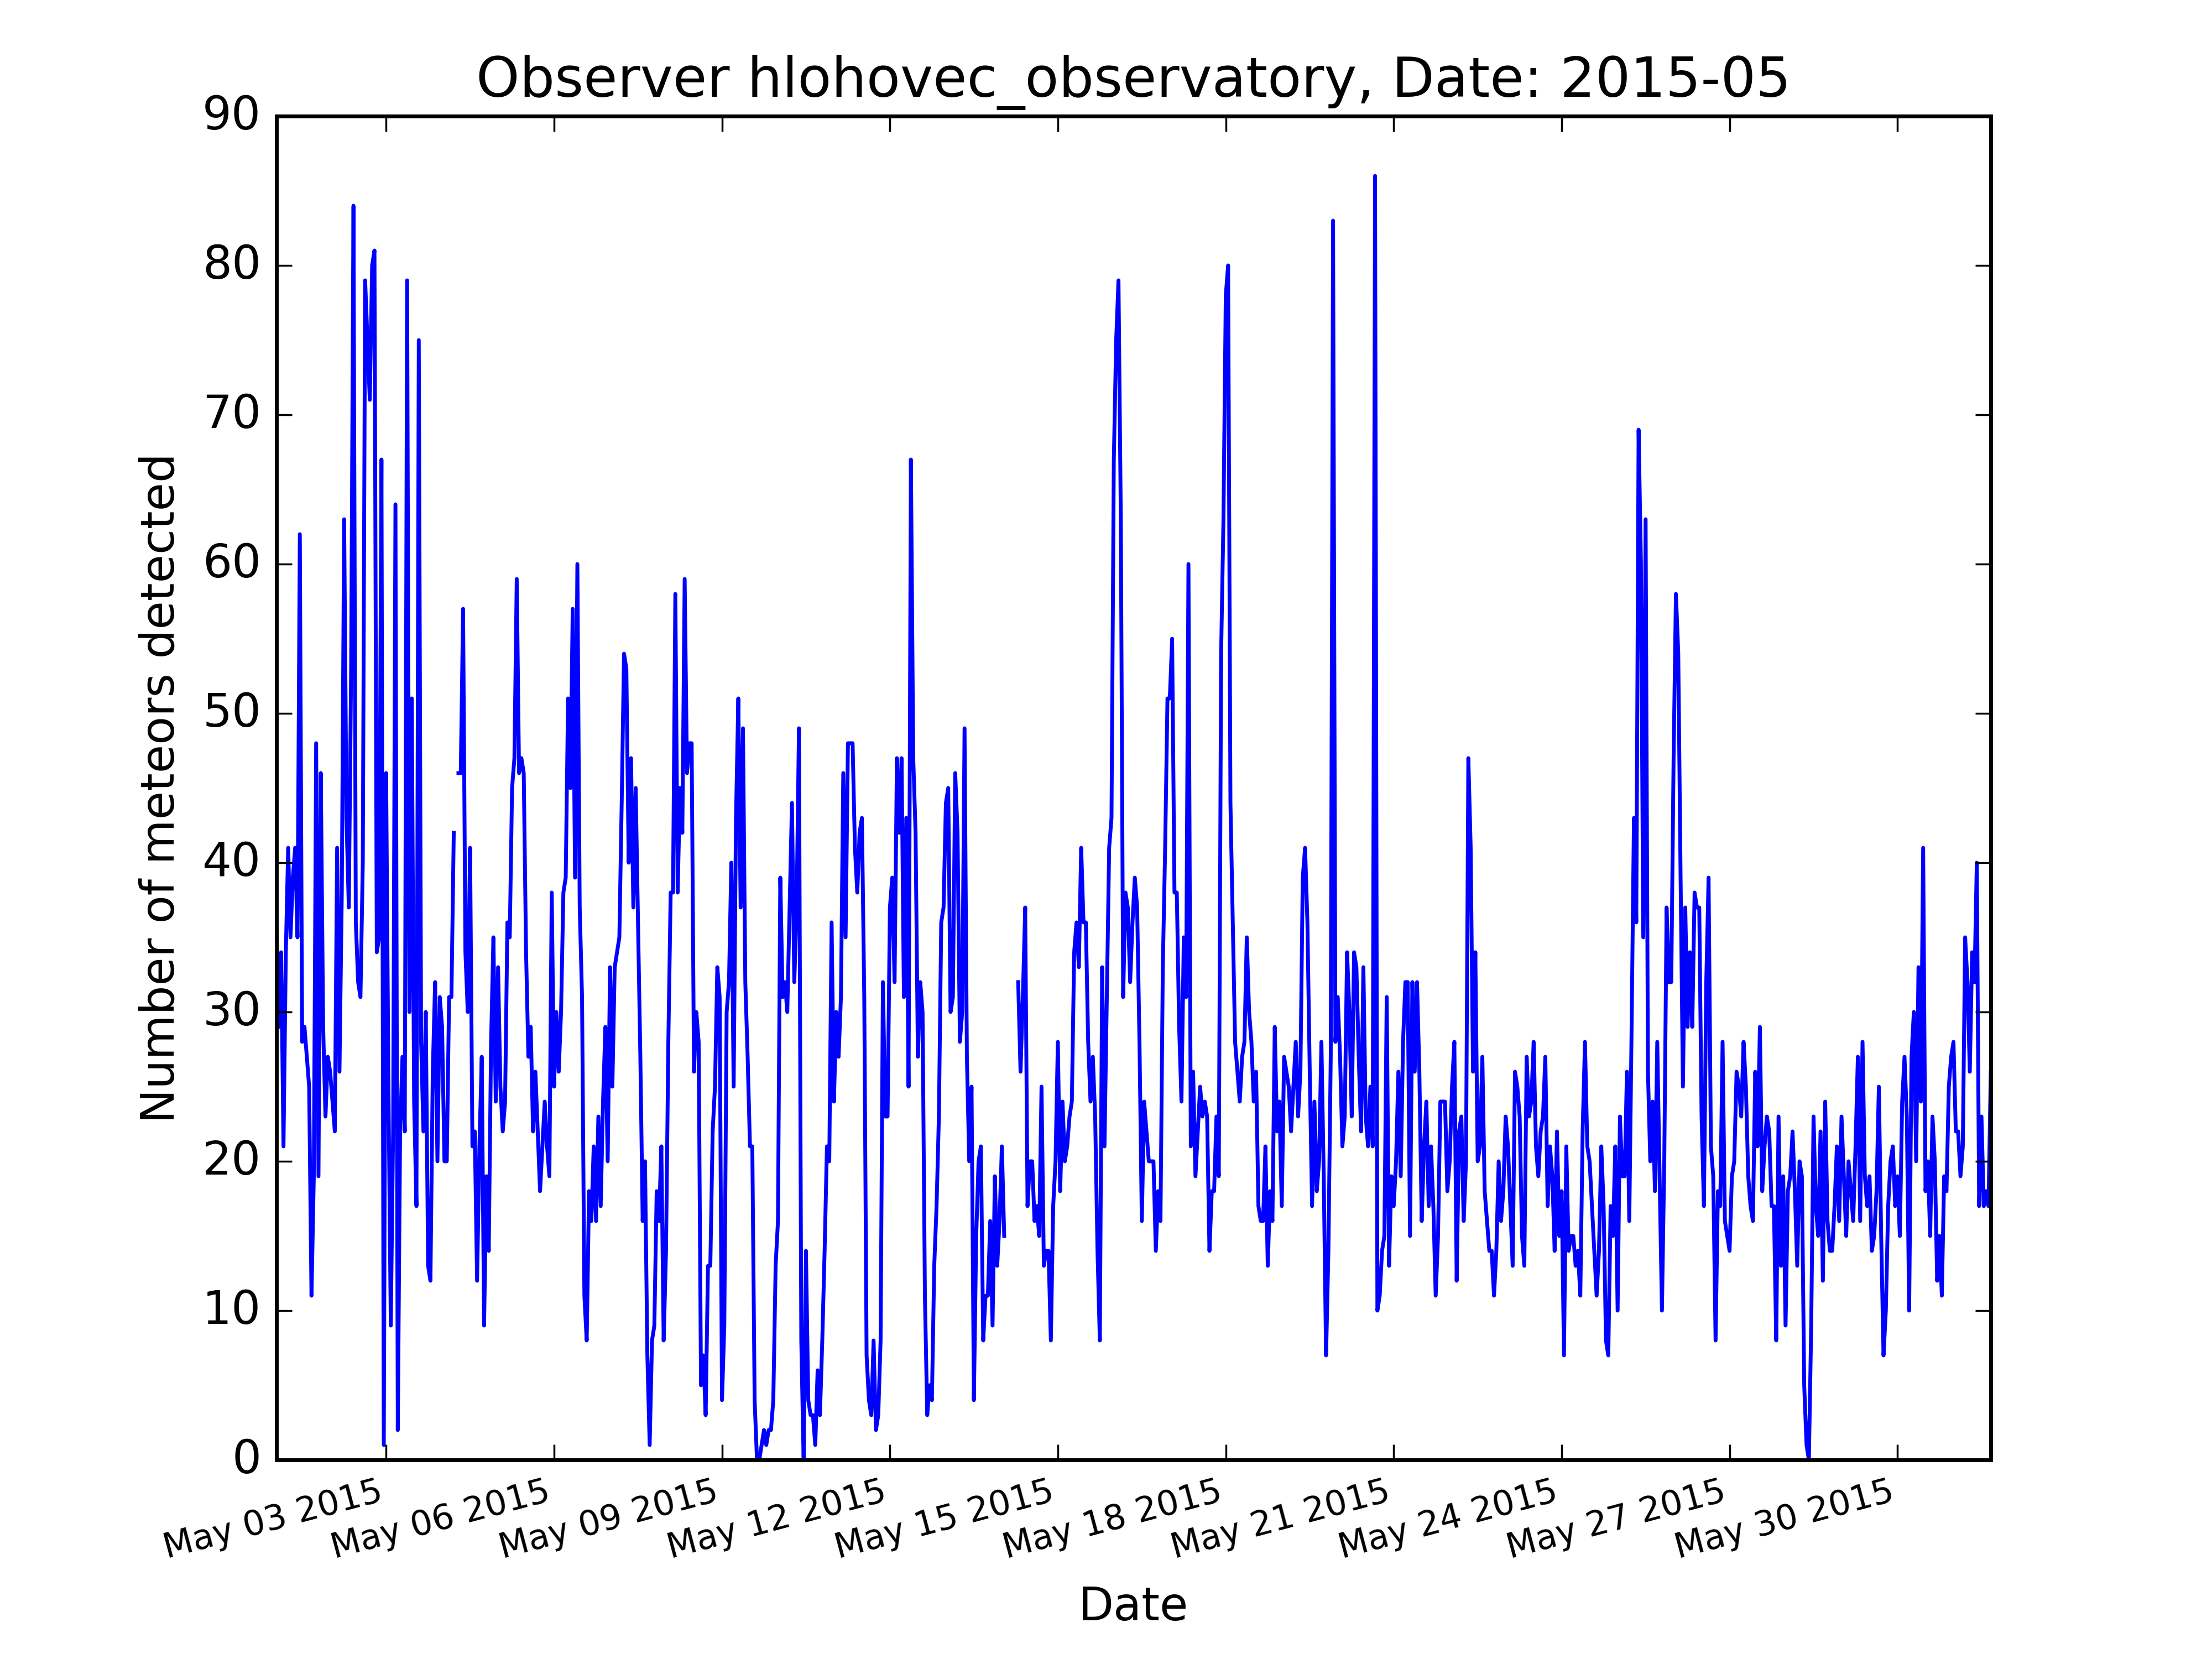 Observer hlohovec_observatory, Date: 2015-05
Number of meteors detected
90
80
70
60
50
40
30
20
10
0
May 03 2015
May 06 2015
May 09 2015
May 12 2015
May 15 2015
May 18 2015
May 21 2015
May 24 2015
May 27 2015
May 30 2015
Date